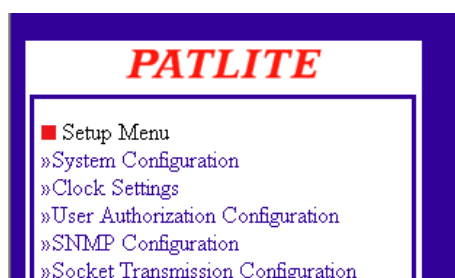 PATLITE
Setup Menu
»System Configuration
»Clock Settings
»User Authorization Configuration
»SNMP Configuration
»Socket Transmission Configuration